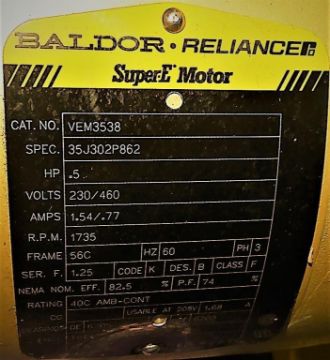 BALDOR • RELIANCER
Super-E Motor
CAT. NO. VEM3538
SPEC. 35J302P862
HP .5
VOLTS 230/460
AMPS 1.54/.77
R.P.M. 1735
FRAME 56C HZ 60 PH 3
SER. F. 1.25 CODE K DES. B CLASS F
NEMA NOM. EFF. 82.5 % P.F. 74 %
RATING 40C AMB-CONT
CC USABLE AT 208V 1.68 A